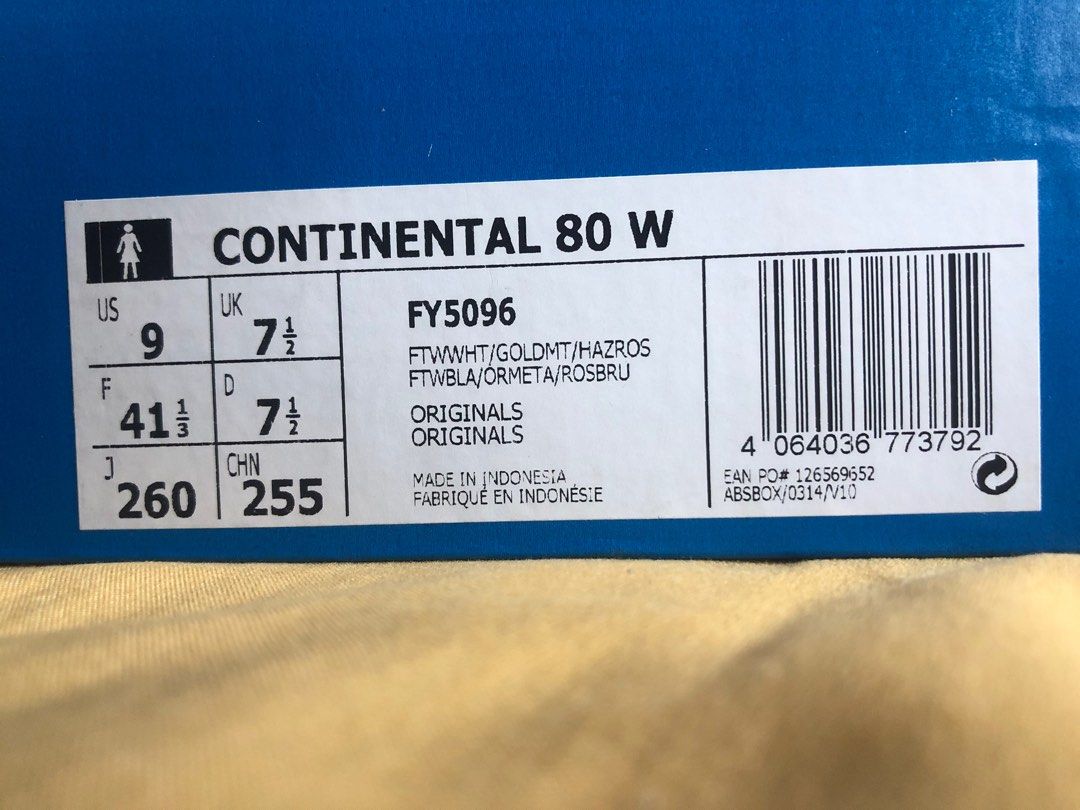 CONTINENTAL 80 W
US 9
UK 7 1/2
F 41 1/3
D 7 1/2
J 260
CHN 255
FY5096
FTWWHT/GOLDMT/HAZROS
FTWBLA/ORMETA/ROSBRU
ORIGINALS
ORIGINALS
MADE IN INDONESIA
FABRIQUÉ EN INDONÉSIE
4 064036 773792
EAN PO# 126569652
ABSBOX/0314/V10